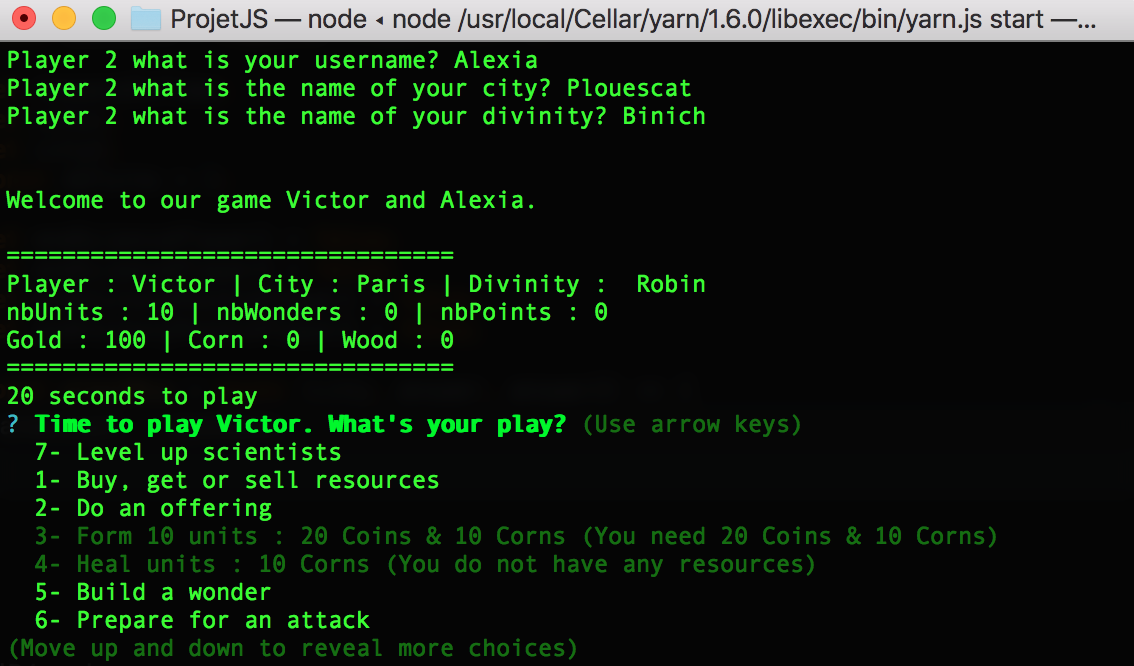 ProjetJS — node ◂ node /usr/local/Cellar/yarn/1.6.0/libexec/bin/yarn.js start —...
Player 2 what is your username? Alexia
Player 2 what is the name of your city? Plouescat
Player 2 what is the name of your divinity? Binich
Welcome to our game Victor and Alexia.
================================
Player : Victor | City : Paris | Divinity :  Robin
nbUnits : 10 | nbWonders : 0 | nbPoints : 0
Gold : 100 | Corn : 0 | Wood : 0
================================
20 seconds to play
? Time to play Victor. What's your play? (Use arrow keys)
7- Level up scientists
1- Buy, get or sell resources
2- Do an offering
3- Form 10 units : 20 Coins & 10 Corns (You need 20 Coins & 10 Corns)
4- Heal units : 10 Corns (You do not have any resources)
5- Build a wonder
6- Prepare for an attack
(Move up and down to reveal more choices)